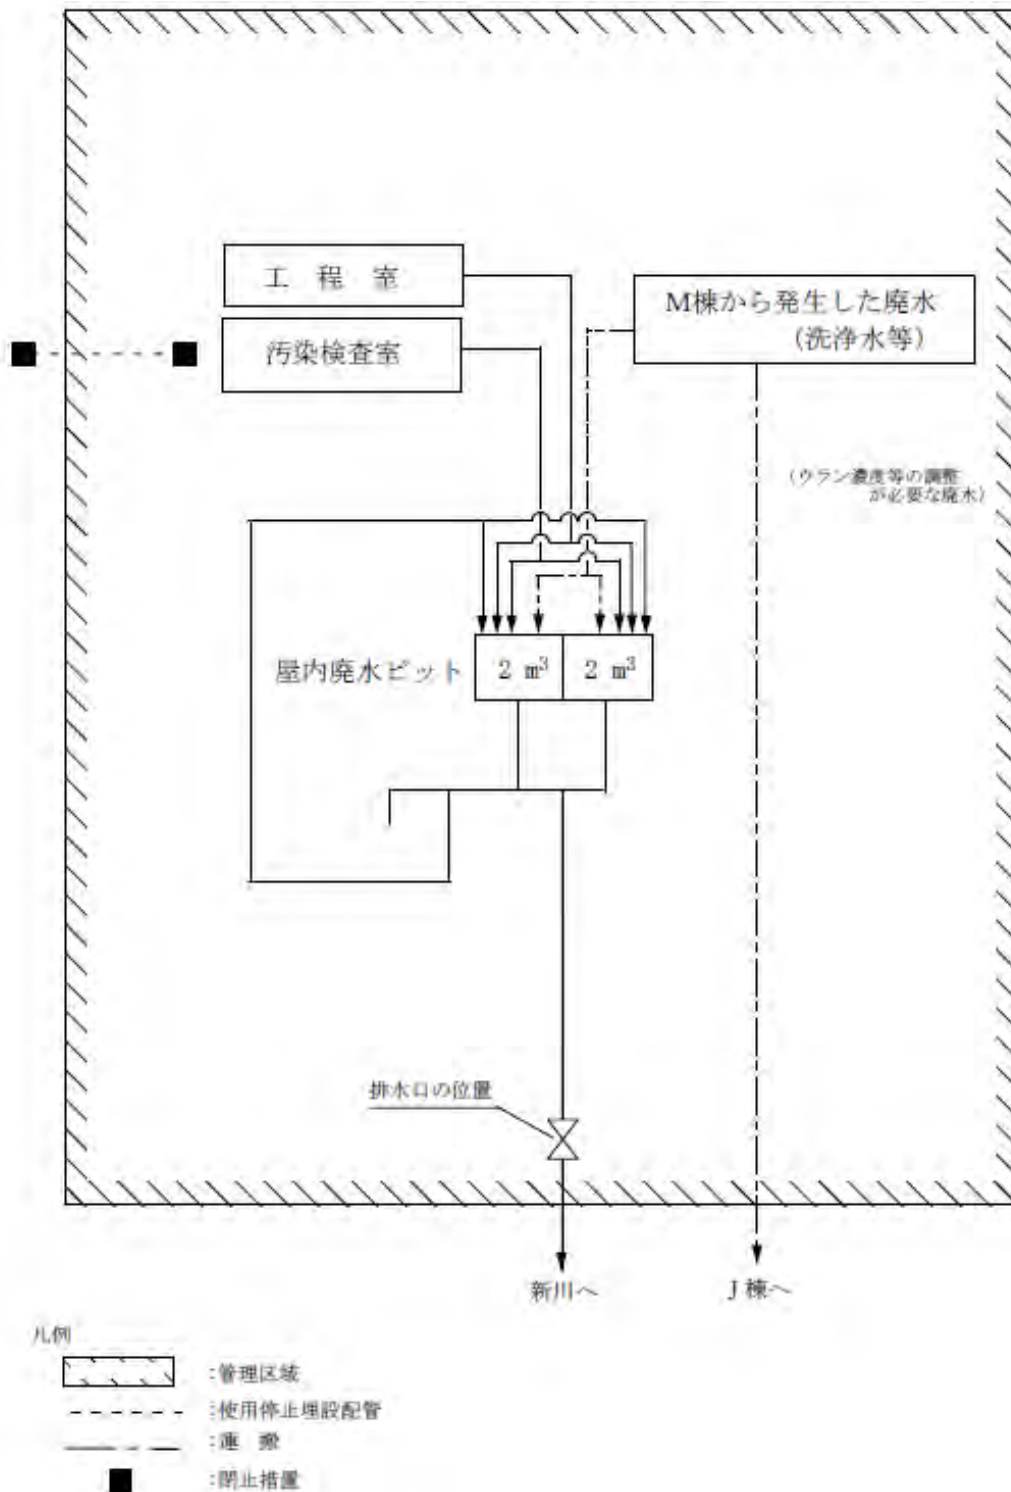 工程室
汚染検査室
M棟から発生した廃水
(洗浄水等)
(ウラン濃度等の調整
が必要な廃水)
屋内廃水ピット
2 m³
2 m³
排水口の位置
新川へ
J棟へ
凡例
:管理区域
:使用停止埋設配管
:運 搬
:閉止措置